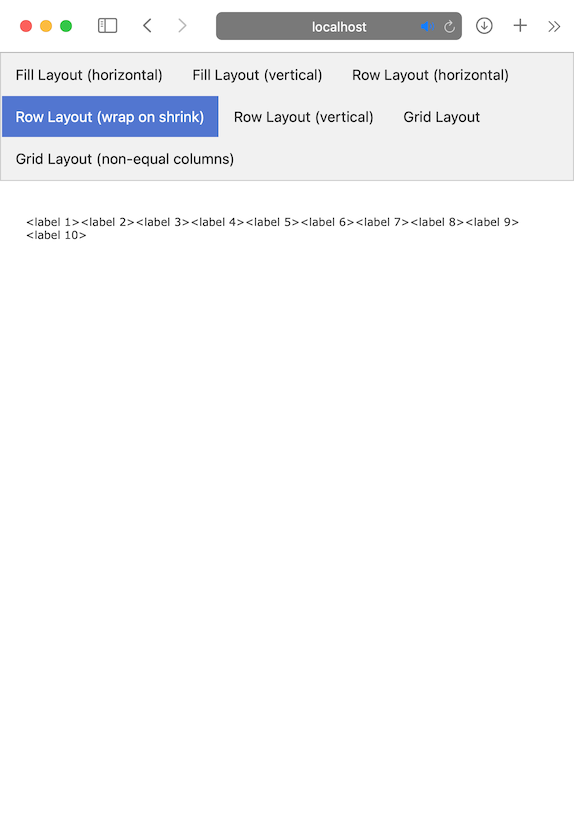 localhost
Fill Layout (horizontal) Fill Layout (vertical) Row Layout (horizontal)
Row Layout (wrap on shrink) Row Layout (vertical) Grid Layout
Grid Layout (non-equal columns)
<label 1><label 2><label 3><label 4><label 5><label 6><label 7><label 8><label 9>
<label 10>